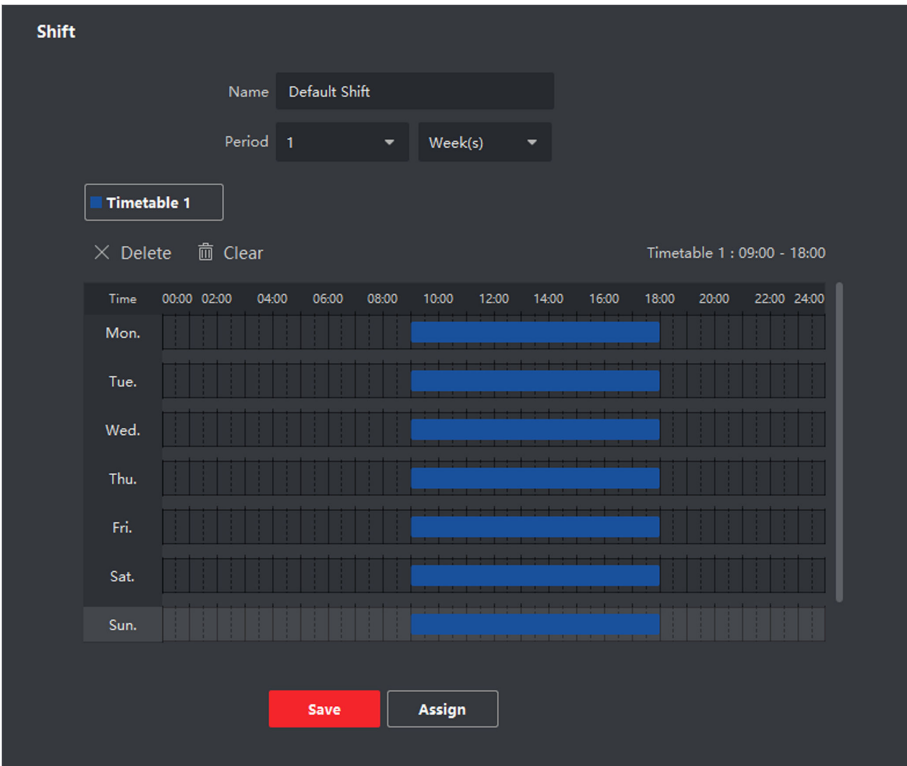 Shift
Name Default Shift
Period 1 Week(s)
Timetable 1
Delete Clear Timetable 1 : 09:00 - 18:00
Time 00:00 02:00 04:00 06:00 08:00 10:00 12:00 14:00 16:00 18:00 20:00 22:00 24:00
Mon.
Tue.
Wed.
Thu.
Fri.
Sat.
Sun.
Save Assign